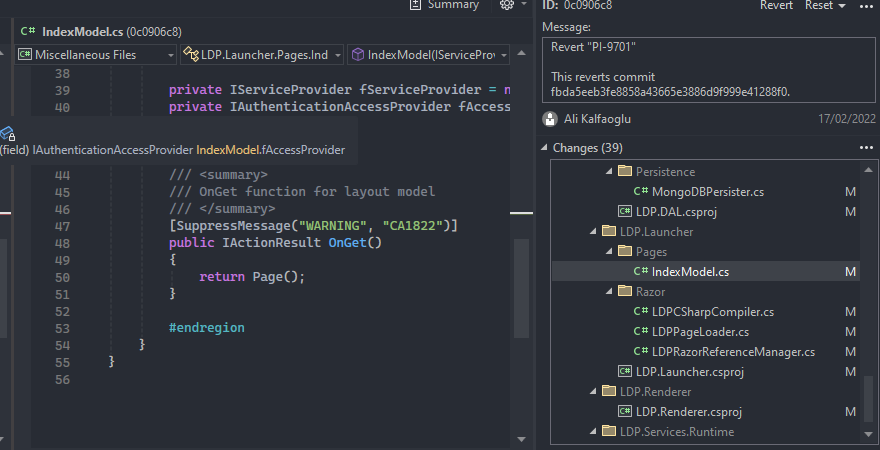 Summary
IndexModel.cs (0c0906c8)
Miscellaneous Files
LDP.Launcher.Pages.Ind
IndexModel(IServicePro
38
39 private IServiceProvider fServiceProvider = n
40 private IAuthenticationAccessProvider fAccess
(field) IAuthenticationAccessProvider IndexModel.fAccessProvider
44 /// <summary>
45 /// OnGet function for layout model
46 /// </summary>
47 [SuppressMessage("WARNING", "CA1822")]
48 public IActionResult OnGet()
49 {
50 return Page();
51 }
52
53 #endregion
54 }
55 }
56
ID: 0c0906c8 Revert Reset
Message:
Revert "PI-9701"
This reverts commit
fbda5eeb3fe8858a43665e3886d9f999e41288f0.
Ali Kalfaoglu 17/02/2022
Changes (39)
Persistence
C# MongoDBPersister.cs M
LDP.DAL.csproj M
LDP.Launcher
Pages
C# IndexModel.cs M
Razor
C# LDPCSharpCompiler.cs M
C# LDPPageLoader.cs M
C# LDPRazorReferenceManager.cs M
LDP.Launcher.csproj M
LDP.Renderer
LDP.Renderer.csproj M
LDP.Services.Runtime